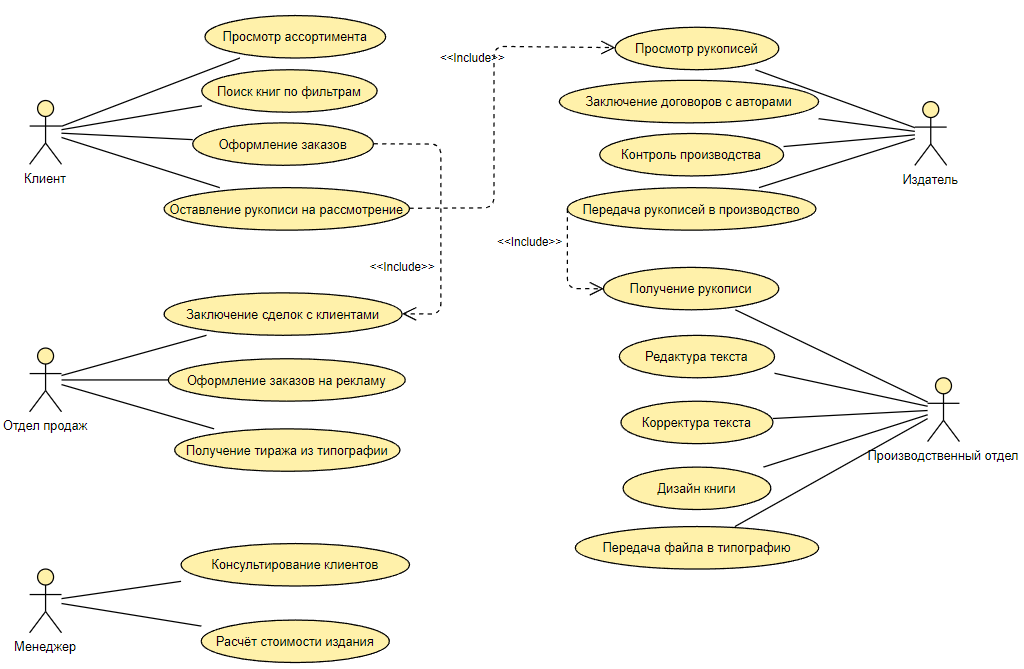 Просмотр ассортимента
Поиск книг по фильтрам
Оформление заказов
Оставление рукописи на рассмотрение
Клиент
<<Include>>
Просмотр рукописей
Заключение договоров с авторами
Контроль производства
Передача рукописей в производство
Издатель
<<Include>>
<<Include>>
Заключение сделок с клиентами
Оформление заказов на рекламу
Получение тиража из типографии
Отдел продаж
Получение рукописи
Редактура текста
Корректура текста
Дизайн книги
Передача файла в типографию
Производственный отдел
Консультирование клиентов
Расчёт стоимости издания
Менеджер